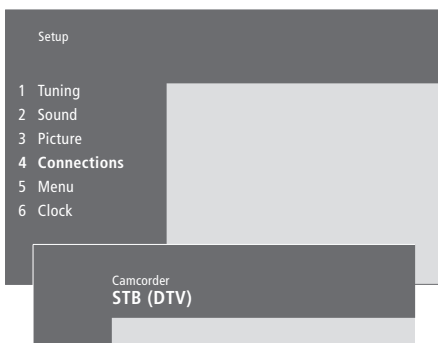 Setup
1 Tuning
2 Sound
3 Picture
4 Connections
5 Menu
6 Clock
Camcorder
STB (DTV)